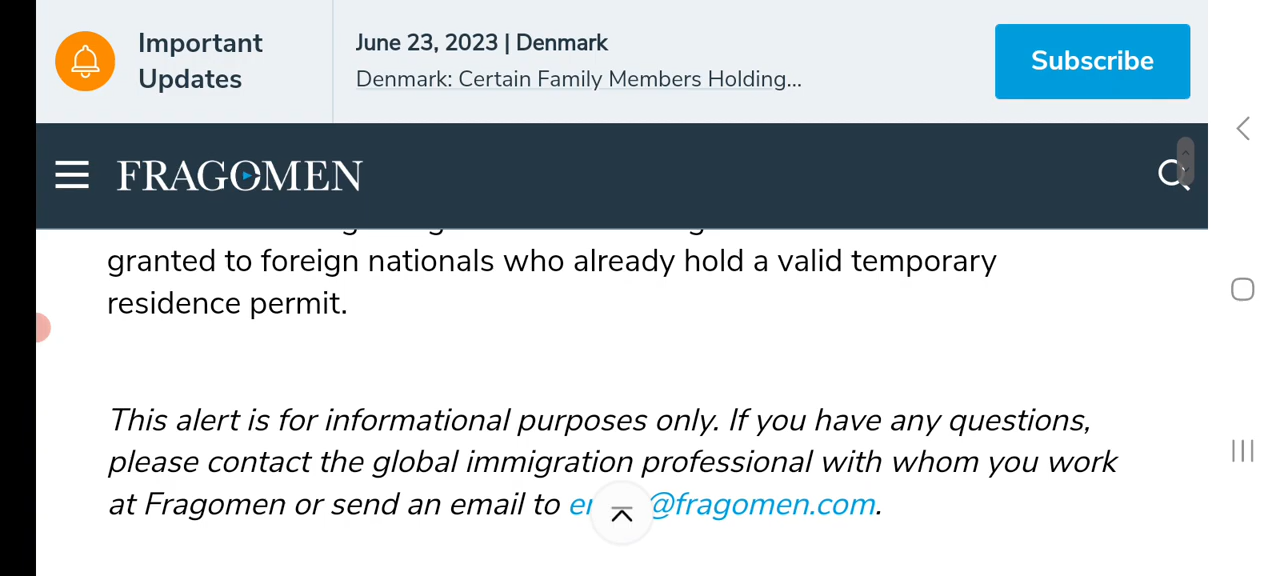 Important
Updates
June 23, 2023 | Denmark
Denmark: Certain Family Members Holding...
Subscribe
FRAGOMEN
granted to foreign nationals who already hold a valid temporary
residence permit.
This alert is for informational purposes only. If you have any questions,
please contact the global immigration professional with whom you work
at Fragomen or send an email to @fragomen.com.